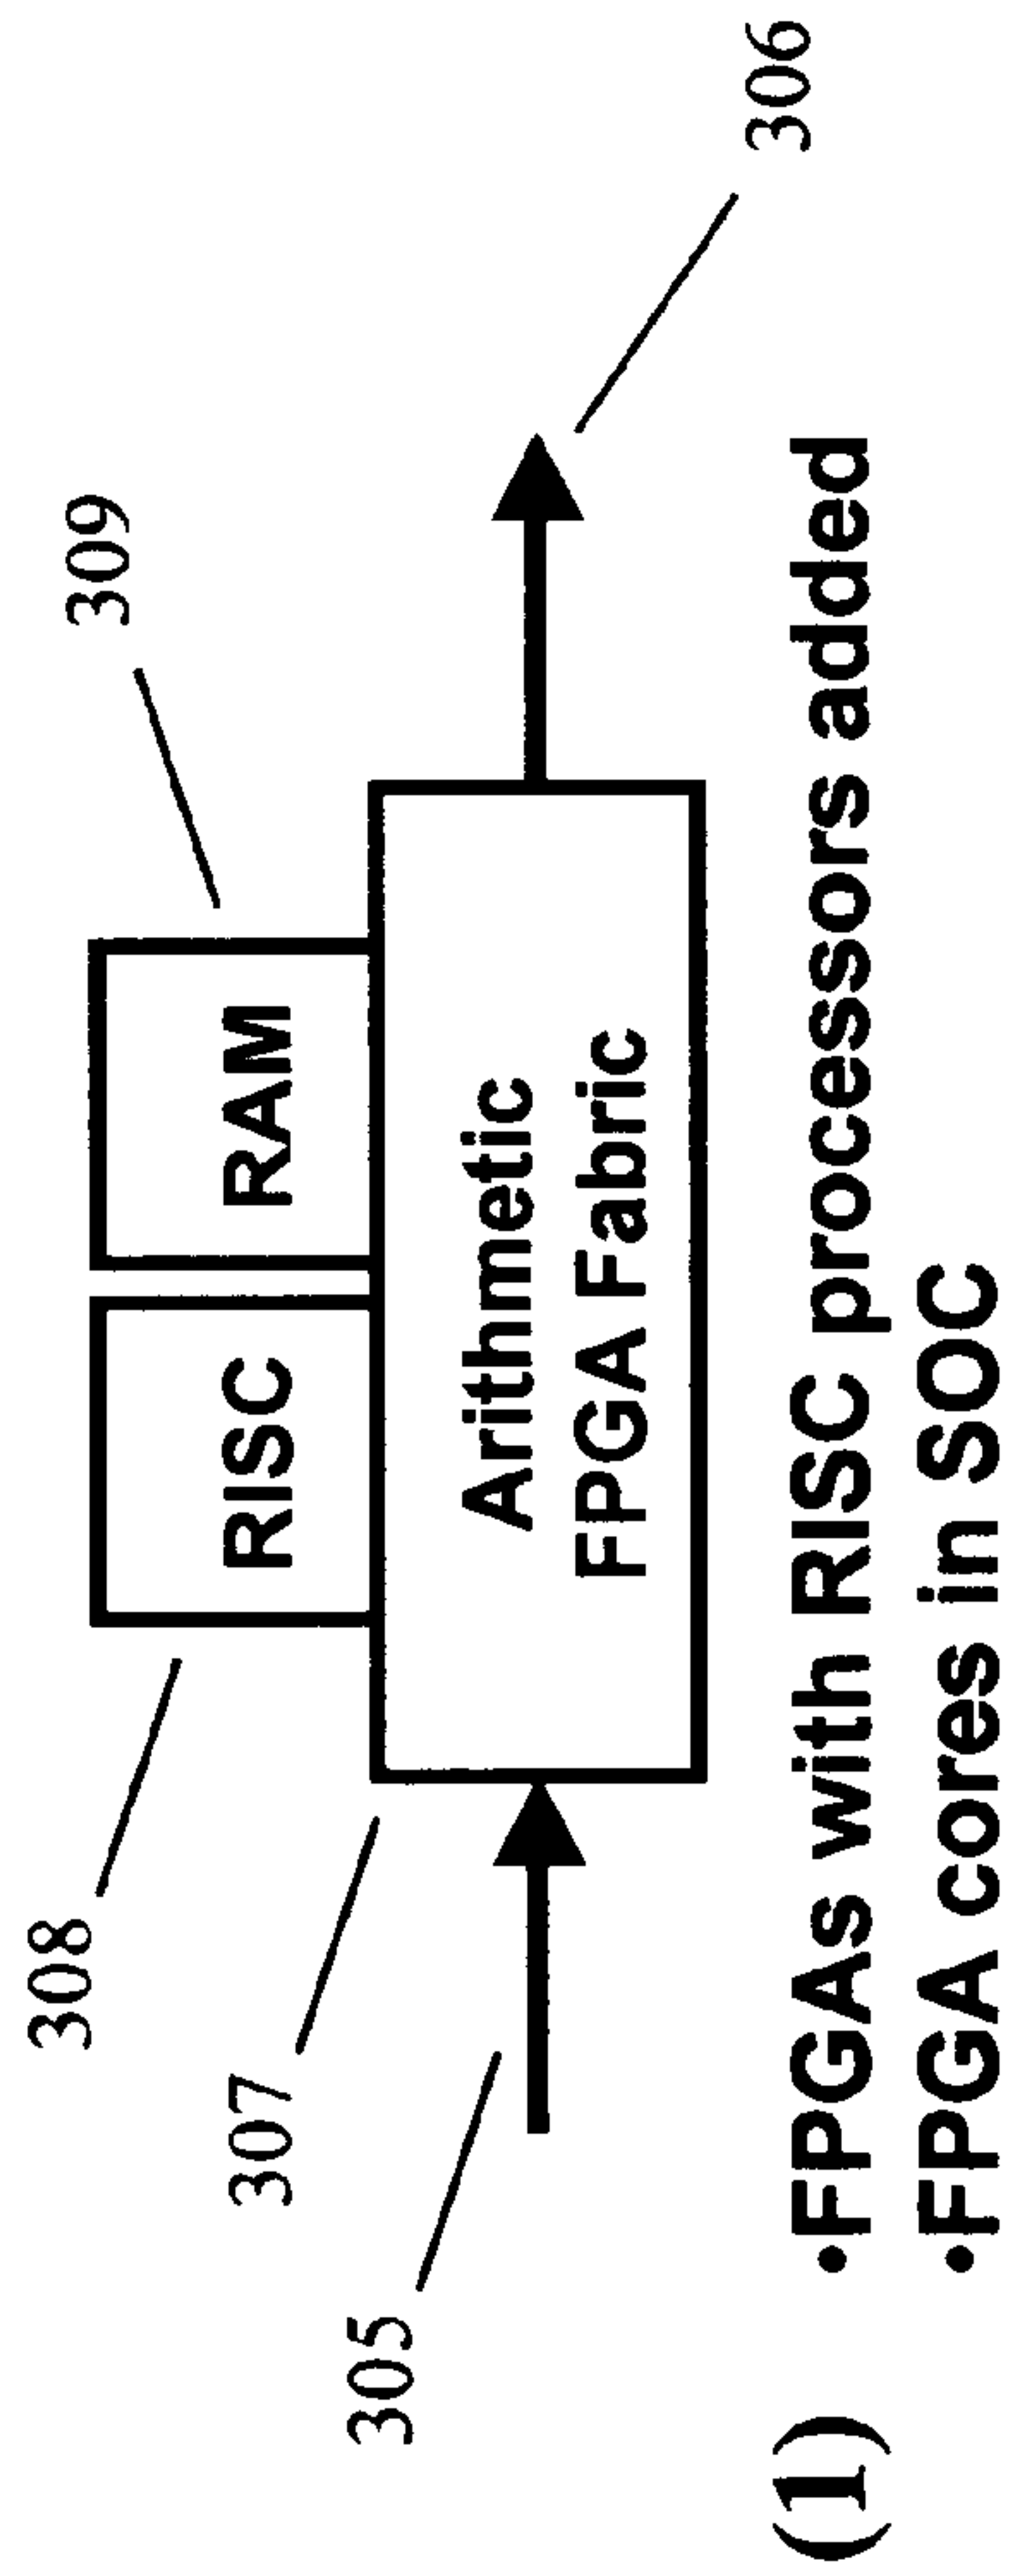 309
308
RISC
RAM
307
306
305
Arithmetic
FPGA Fabric
(1) •FPGAs with RISC processors added
•FPGA cores in SOC